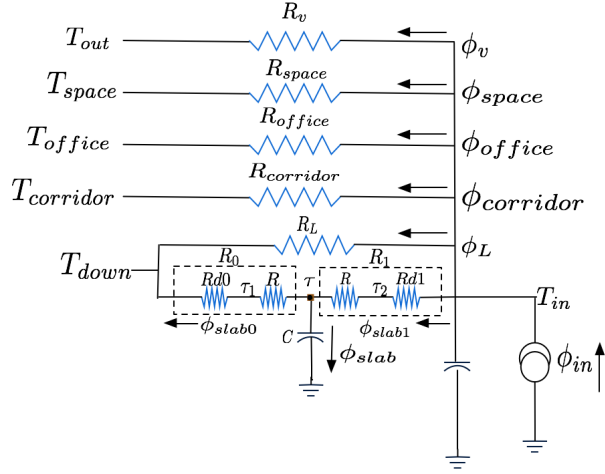 R_v
T_out
ϕ_v
R_space
T_space
ϕ_space
R_office
T_office
ϕ_office
R_corridor
T_corridor
ϕ_corridor
R_L
ϕ_L
R_0
R_1
T_down
Rd0 τ_1 R τ R τ_2 Rd1
T_in
ϕ_slab0
ϕ_slab1
C
ϕ_slab
ϕ_in